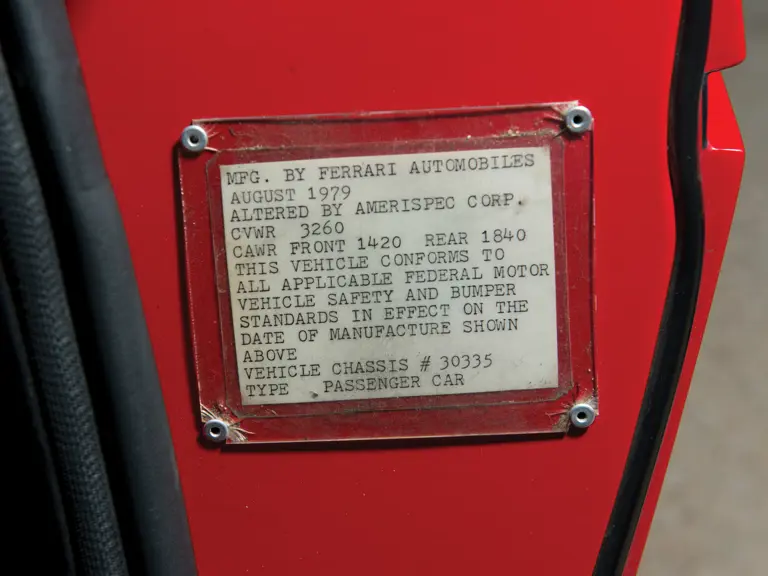 MFG. BY FERRARI AUTOMOBILES
AUGUST 1979
ALTERED BY AMERISPEC CORP.
CVWR 3260
CAWR FRONT 1420 REAR 1840
THIS VEHICLE CONFORMS TO
ALL APPLICABLE FEDERAL MOTOR
VEHICLE SAFETY AND BUMPER
STANDARDS IN EFFECT ON THE
DATE OF MANUFACTURE SHOWN
ABOVE
VEHICLE CHASSIS # 30335
TYPE PASSENGER CAR